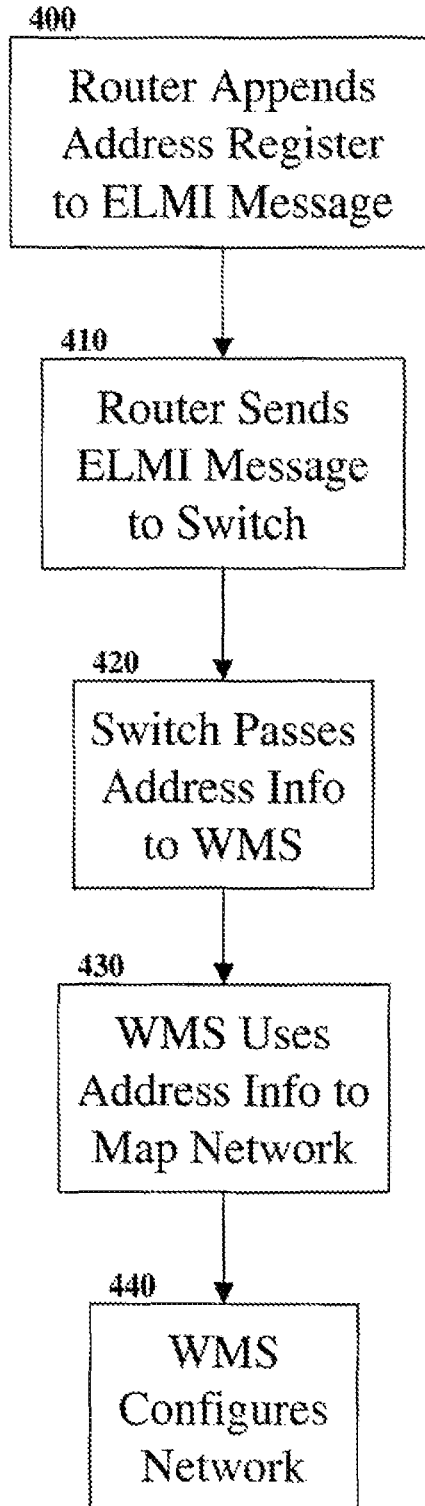 400
Router Appends
Address Register
to ELMI Message
410
Router Sends
ELMI Message
to Switch
420
Switch Passes
Address Info
to WMS
430
WMS Uses
Address Info to
Map Network
440
WMS
Configures
Network